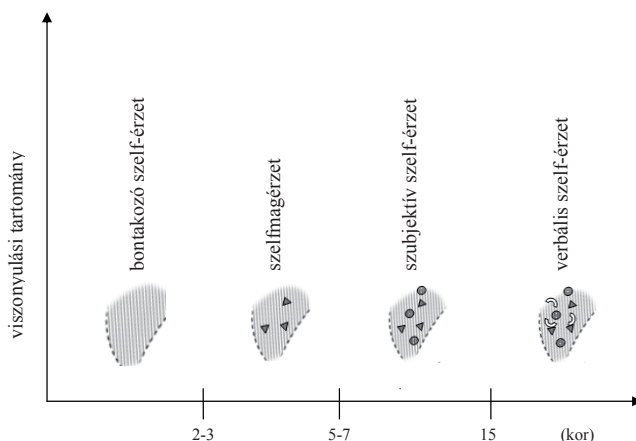 viszonyulási tartomány
bontakozó szelf-érzet
szelfmagérzet
szubjektív szelf-érzet
verbális szelf-érzet
2-3
5-7
15
(kor)